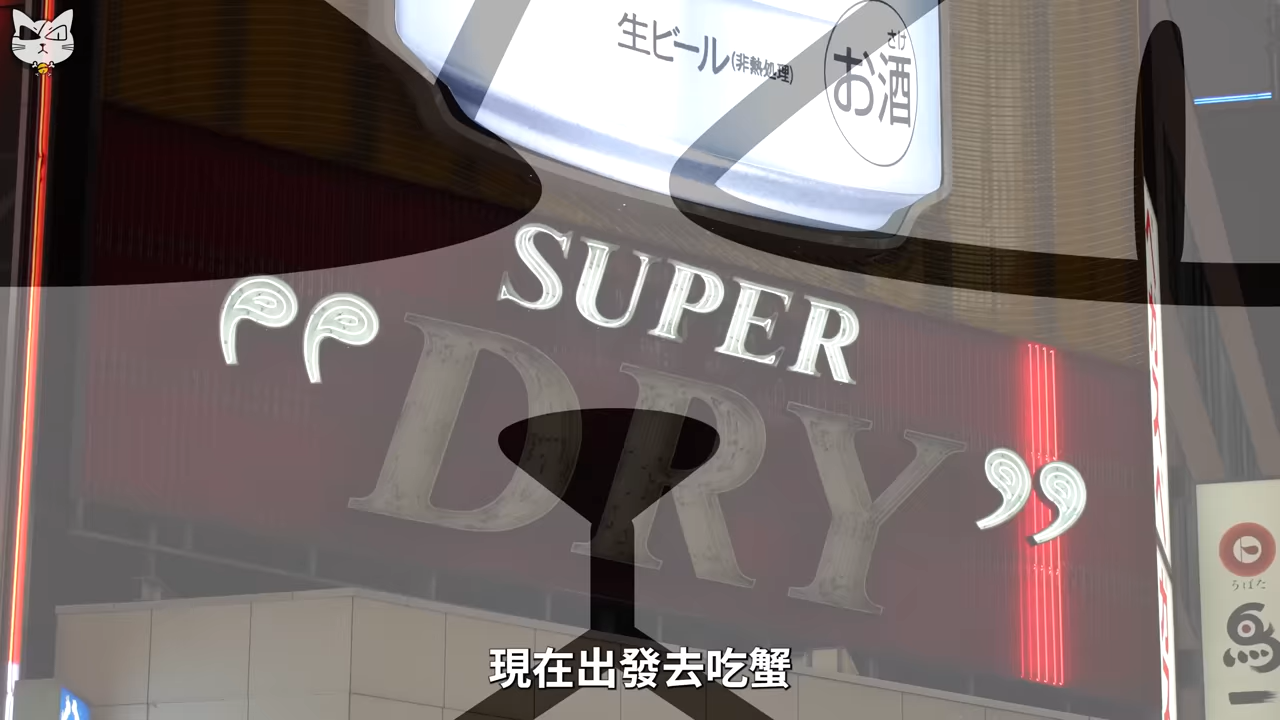 生ビール(非熱処理)
さけ
お酒
“SUPER
DRY”
ろばた
魚
現在出發去吃蟹